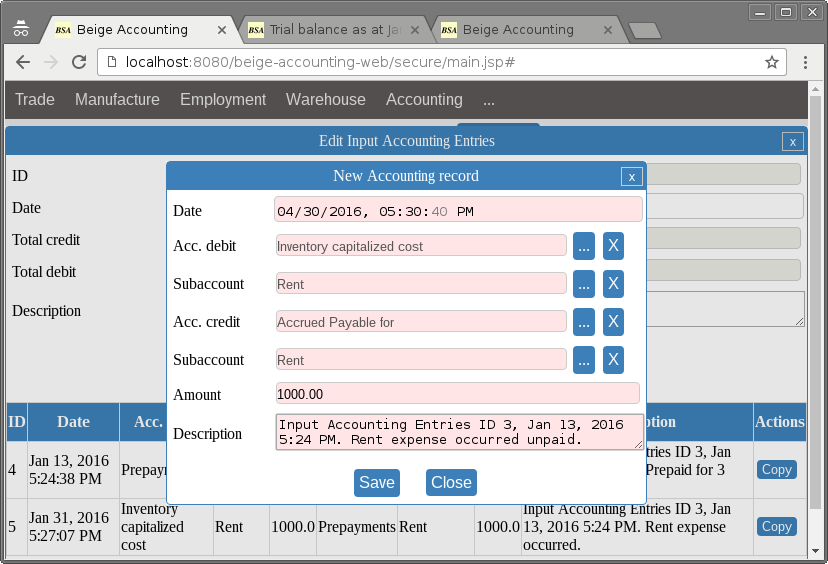 BSA Beige Accounting x
BSA Trial balance as at Jan x
BSA Beige Accounting x
localhost:8080/beige-accounting-web/secure/main.jsp#
Trade Manufacture Employment Warehouse Accounting ...
Edit Input Accounting Entries x
ID
Date
Total credit
Total debit
Description
New Accounting record x
Date 04/30/2016, 05:30:40 PM
Acc. debit Inventory capitalized cost ... X
Subaccount Rent ... X
Acc. credit Accrued Payable for ... X
Subaccount Rent ... X
Amount 1000.00
Description Input Accounting Entries ID 3, Jan 13, 2016
5:24 PM. Rent expense occurred unpaid.
Save Close
ID Date Acc. Actions
4 Jan 13, 2016
5:24:38 PM
ID 3, Jan
Prepaid for 3
Copy
5 Jan 31, 2016
5:27:07 PM
Inventory
capitalized
cost
Rent 1000.0 Prepayments Rent 1000.0
Input Accounting Entries ID 3, Jan
13, 2016 5:24 PM. Rent expense
occurred.
Copy